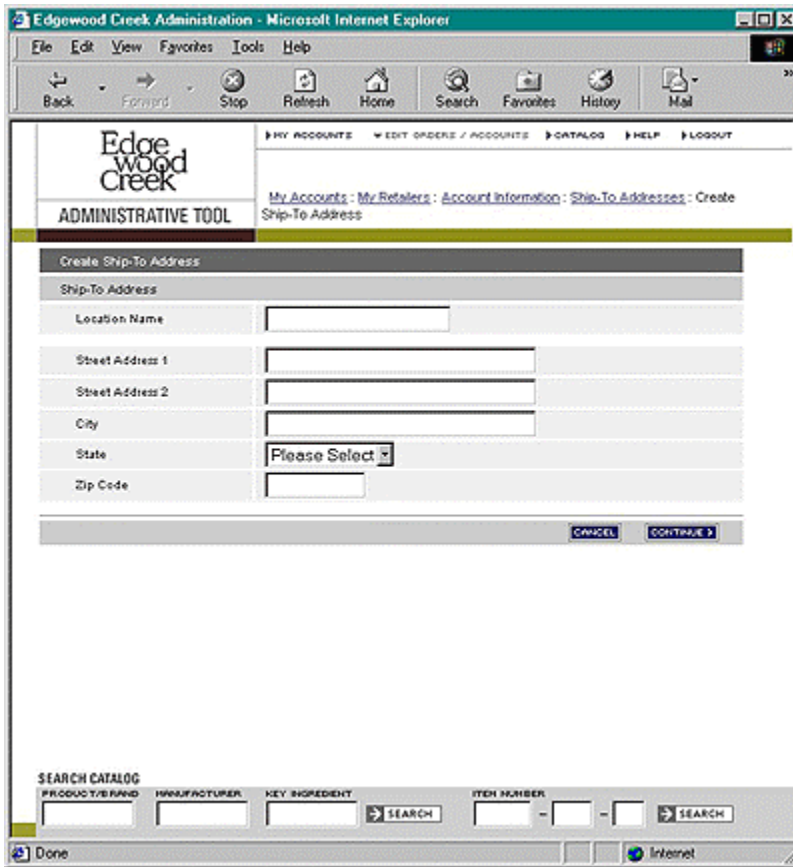 Edgewood Creek Administration - Microsoft Internet Explorer
File Edit View Favorites Tools Help
Back Forward Stop Refresh Home Search Favorites History Mail »
Edge wood Creek
ADMINISTRATIVE TOOL
MY ACCOUNTS EDIT ORDERS / ACCOUNTS CATALOG HELP LOGOUT
My Accounts : My Retailers : Account Information : Ship-To Addresses : Create
Ship-To Address
Create Ship-To Address
Ship-To Address
Location Name
Street Address 1
Street Address 2
City
State Please Select
Zip Code
CANCEL CONTINUE
SEARCH CATALOG
PRODUCT/BRAND MANUFACTURER KEY INGREDIENT ITEM NUMBER
SEARCH - - SEARCH
Done Internet